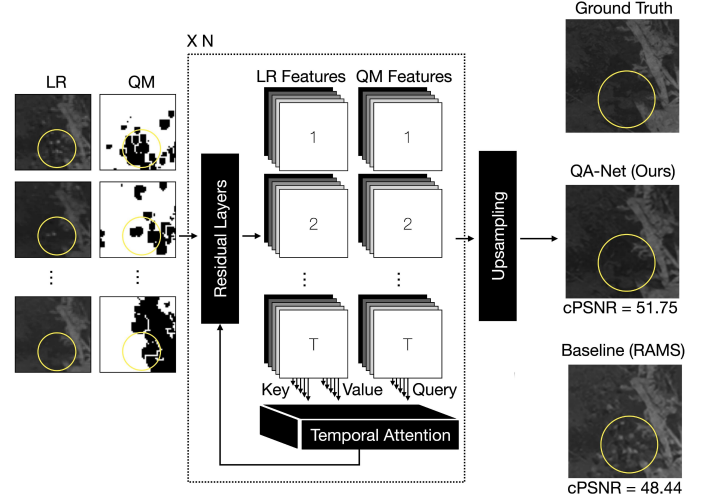 Ground Truth
X N
LR
QM
LR Features
QM Features
1
1
Residual Layers
2
2
Upsampling
QA-Net (Ours)
...
...
...
...
cPSNR = 51.75
T
T
Baseline (RAMS)
Key
Value
Query
Temporal Attention
cPSNR = 48.44